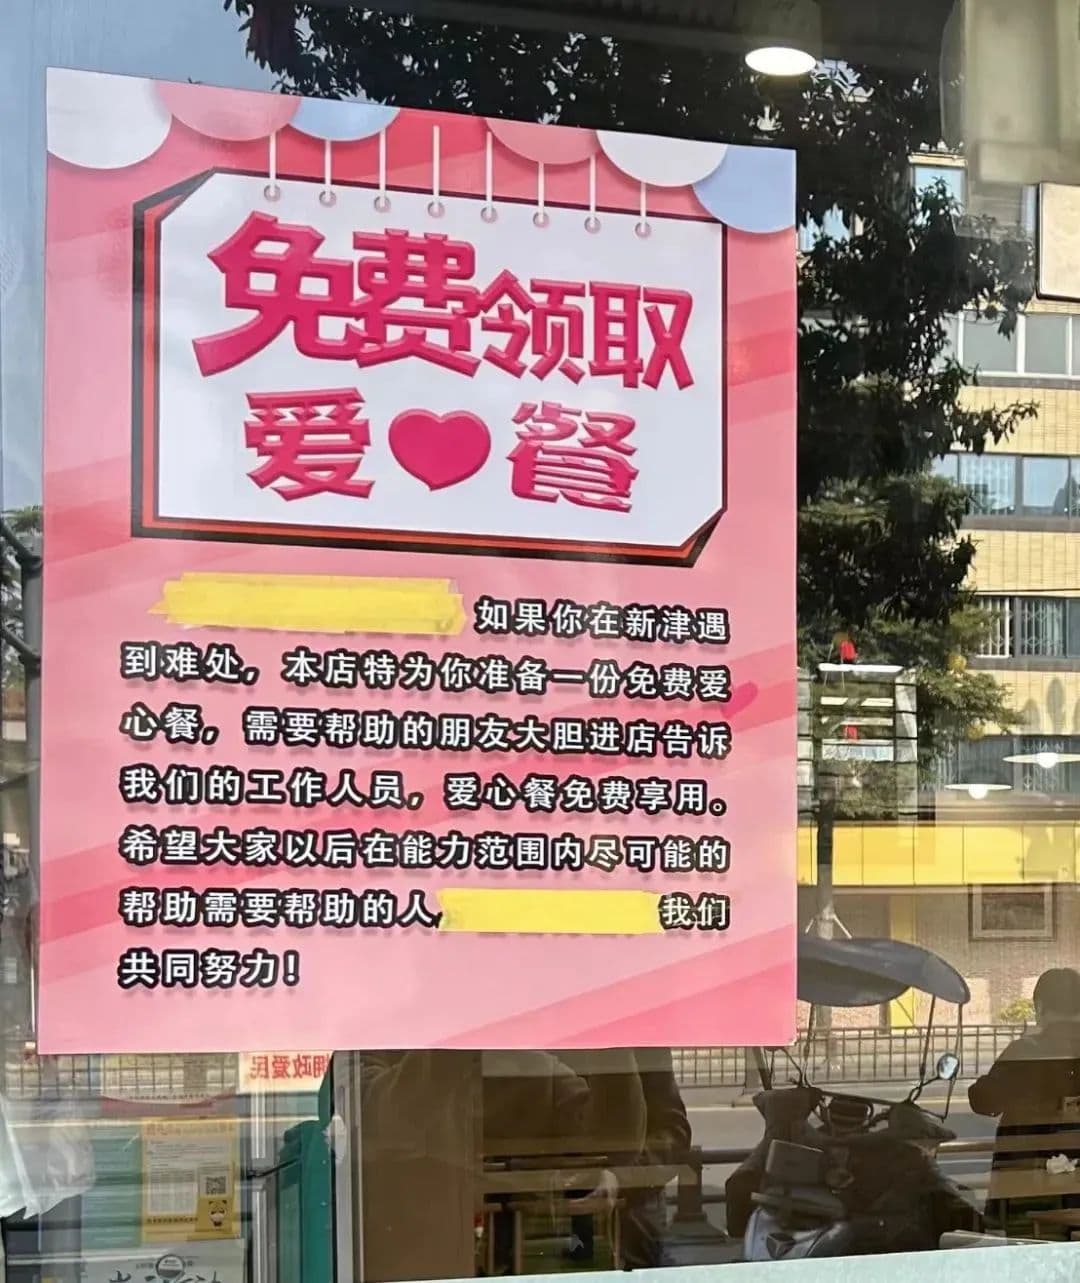 免费领取
爱❤餐
如果你在新津遇
到难处，本店特为你准备一份免费爱
心餐，需要帮助的朋友大胆进店告诉
我们的工作人员，爱心餐免费享用。
希望大家以后在能力范围内尽可能的
帮助需要帮助的人 我们
共同努力！
拥政爱民